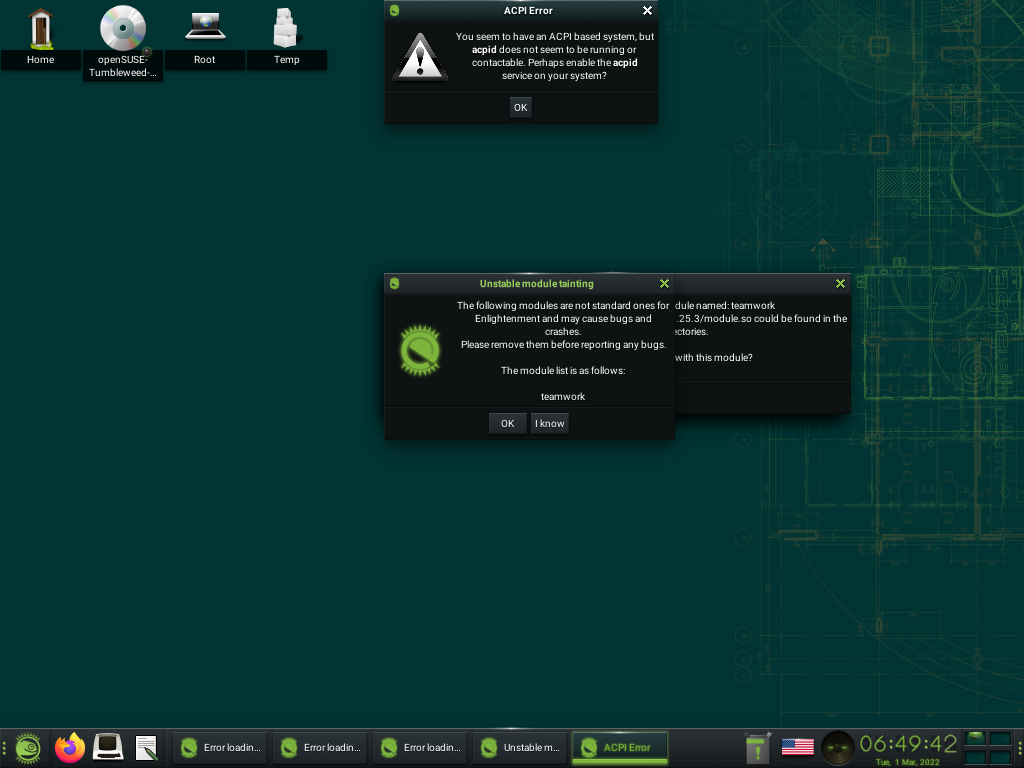 ACPI Error
You seem to have an ACPI based system, but
acpid does not seem to be running or
contactable. Perhaps enable the acpid
service on your system?
OK
Home
openSUSE-
Tumbleweed-...
Root
Temp
Unstable module tainting
The following modules are not standard ones for
Enlightenment and may cause bugs and
crashes.
Please remove them before reporting any bugs.
The module list is as follows:
teamwork
OK
I know
dule named: teamwork
.25.3/module.so could be found in the
ectories.
with this module?
Error loadin...
Error loadin...
Error loadin...
Unstable m...
ACPI Error
06:49:42
Tue, 1 Mar, 2022